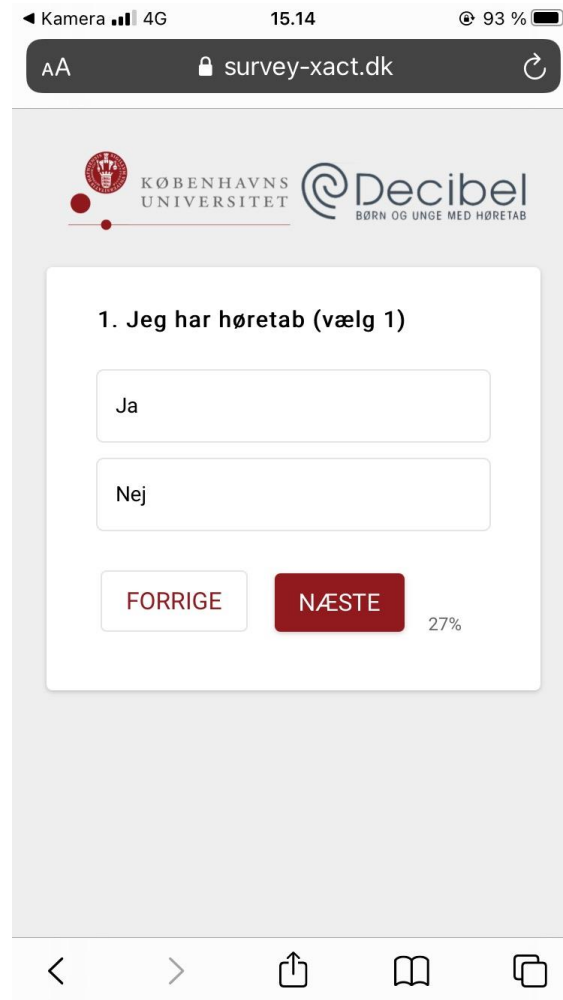 ◀ Kamera 4G 15.14 93 %
AA survey-xact.dk
KØBENHAVNS
UNIVERSITET
Decibel
BØRN OG UNGE MED HØRETAB
1. Jeg har høretab (vælg 1)
Ja
Nej
FORRIGE NÆSTE 27%